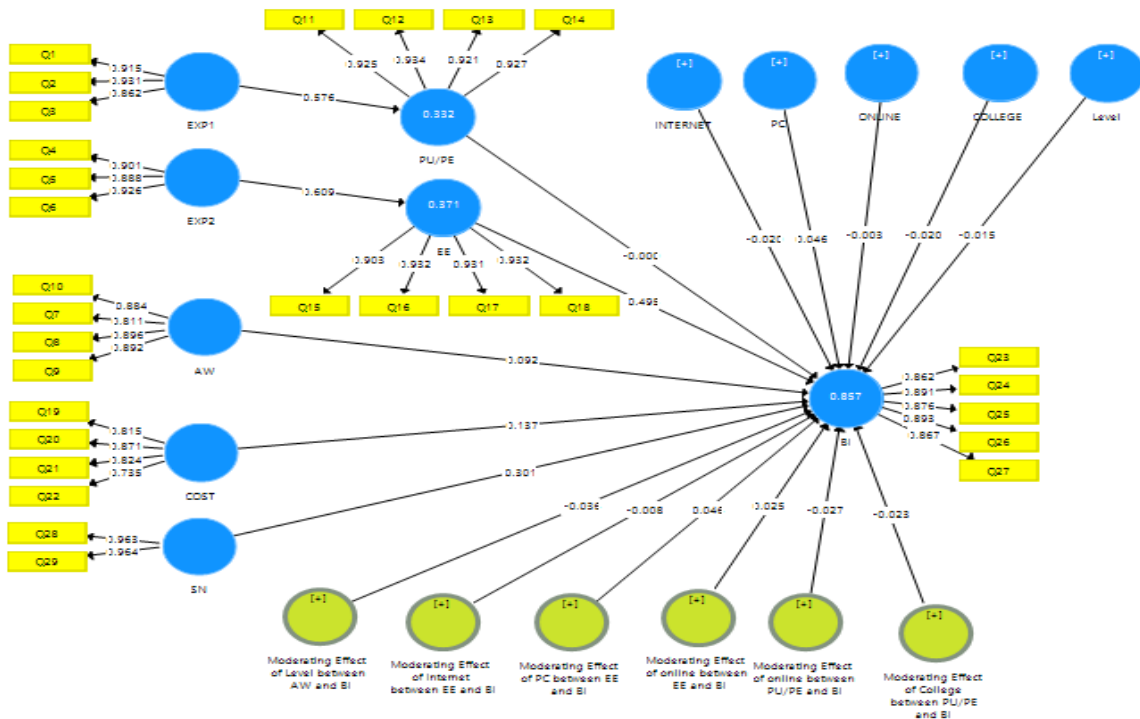 Q11
Q12
Q13
Q14
Q1
Q2
Q3
0.915
0.931
0.862
EXP1
0.925
0.934
0.921
0.927
0.576
0.332
PU/PE
[+]
INTERNET
[+]
PC
[+]
ONLINE
[+]
COLLEGE
[+]
Level
Q4
Q5
Q6
0.901
0.888
0.926
EXP2
0.609
0.371
EE
0.903
0.932
0.931
0.932
Q15
Q16
Q17
Q18
-0.000
0.495
-0.020
0.046
-0.003
-0.020
-0.015
Q10
Q7
Q8
Q9
0.884
0.811
0.896
0.892
AW
0.092
Q19
Q20
Q21
Q22
0.815
0.871
0.824
0.735
COST
0.137
Q28
Q29
0.963
0.964
SN
0.301
0.857
BI
0.862
0.891
0.876
0.893
0.867
Q23
Q24
Q25
Q26
Q27
-0.036
-0.008
0.046
0.025
-0.027
-0.023
[+]
Moderating Effect
of Level between
AW and BI
[+]
Moderating Effect
of internet
between EE and BI
[+]
Moderating Effect
of PC between EE
and BI
[+]
Moderating Effect
of online between
EE and BI
[+]
Moderating Effect
of online between
PU/PE and BI
[+]
Moderating Effect
of College
between PU/PE
and BI